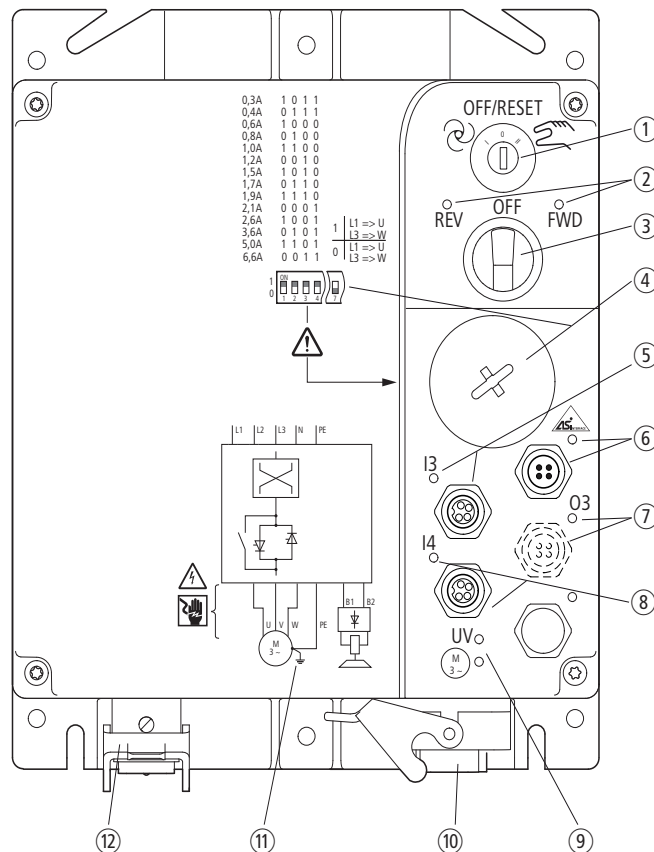 OFF/RESET
I 0 II
1
REV OFF FWD
2
3
0,3A 1 0 1 1
0,4A 0 1 1 1
0,6A 1 0 0 0
0,8A 0 1 0 0
1,0A 1 1 0 0
1,2A 0 0 1 0
1,5A 1 0 1 0
1,7A 0 1 1 0
1,9A 1 1 1 0
2,1A 0 0 0 1
2,6A 1 0 0 1
3,6A 0 1 0 1
5,0A 1 1 0 1
6,6A 0 0 1 1
1 L1 => U
L3 => W
0 L1 => U
L3 => W
1
0
ON
1 2 3 4 7
4
5
ASi
6
I3
O3
7
I4
8
UV
M
3 ~
9
L1 L2 L3 N PE
U V W PE B1 B2
M
3 ~
12 11 10 9